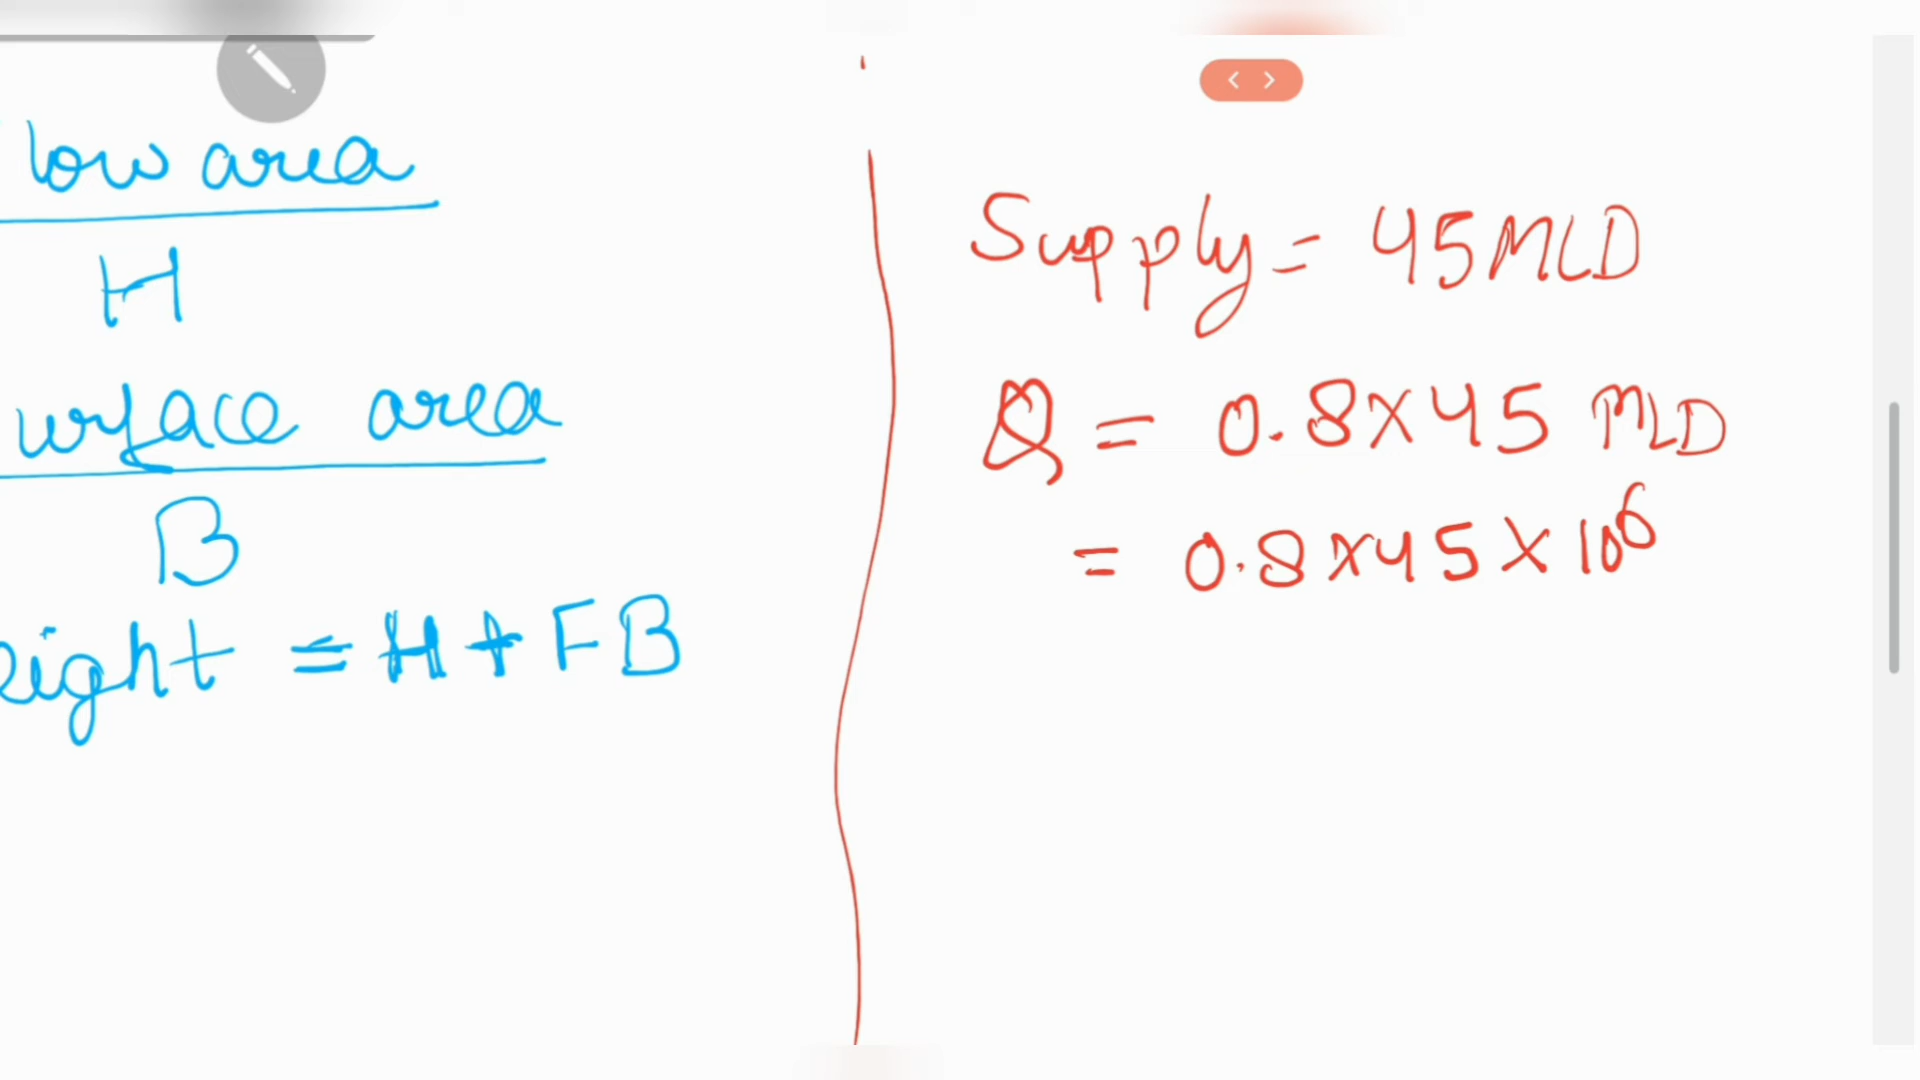 low area
H
urface area
B
eight = H + FB
Supply = 45 MLD
Q = 0.8 x 45 MLD
= 0.8 x 45 x 10⁶